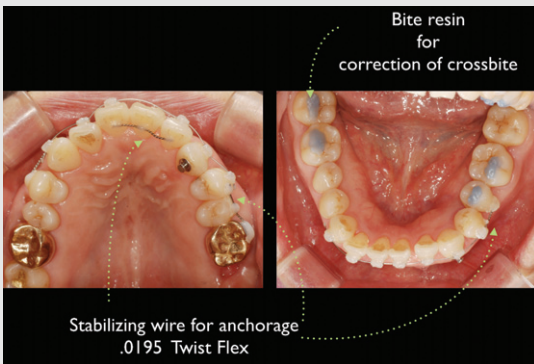 Bite resin
for
correction of crossbite
Stabilizing wire for anchorage
.0195 Twist Flex